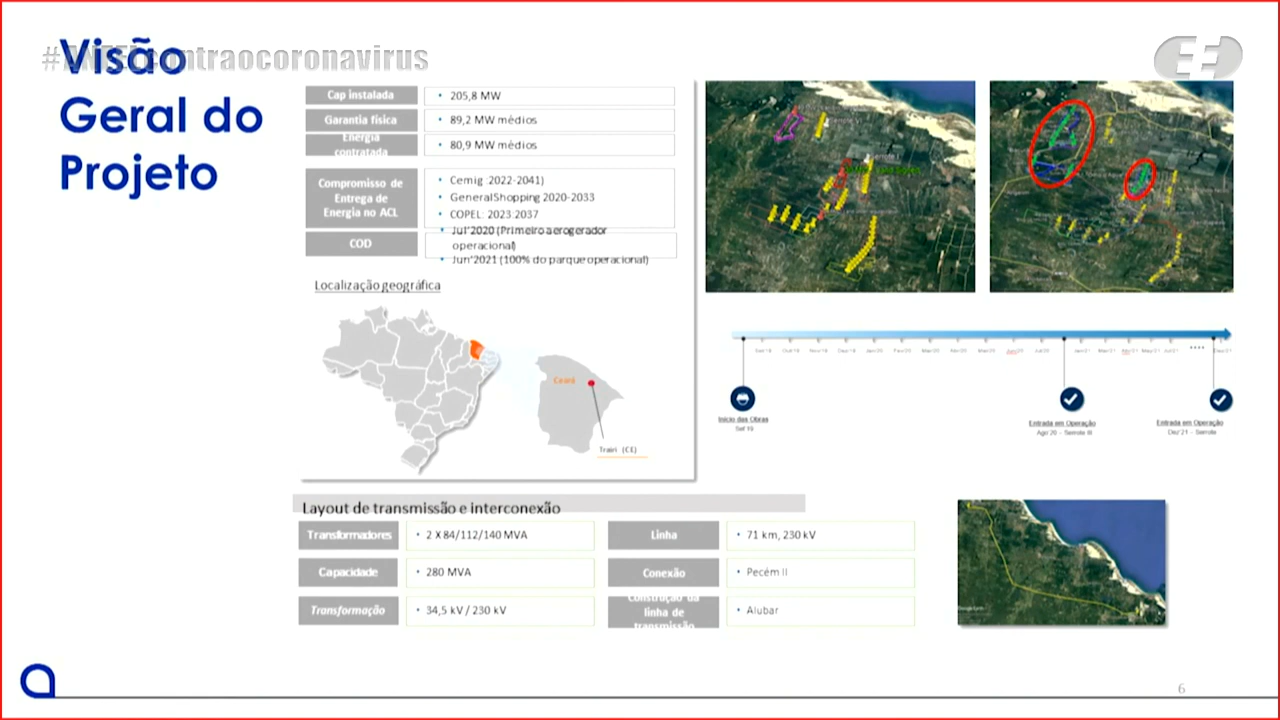 #ANEELcontraocoronavirus
Visão
Geral do
Projeto
Cap instalada
• 205,8 MW
Garantia física
• 89,2 MW médios
Energia
contratada
• 80,9 MW médios
Compromisso de
Entrega de
Energia no ACL
• Cemig :2022-2041)
• GeneralShopping 2020-2033
• COPEL: 2023:2037
COD
• Jul'2020 (Primeiro aerogerador
operacional)
• Jun'2021 (100% do parque operacional)
Localização geográfica
Ceará
Trairi (CE)
Início das Obras
Set'19
Entrada em Operação
Ago'20 - Serrote III
Entrada em Operação
Dez'21 - Serrote
Layout de transmissão e interconexão
Transformadores
• 2 X 84/112/140 MVA
Linha
• 71 km, 230 kV
Capacidade
• 280 MVA
Conexão
• Pecém II
Transformação
• 34,5 kV / 230 kV
Construção da
linha de
transmissão
• Alubar
6